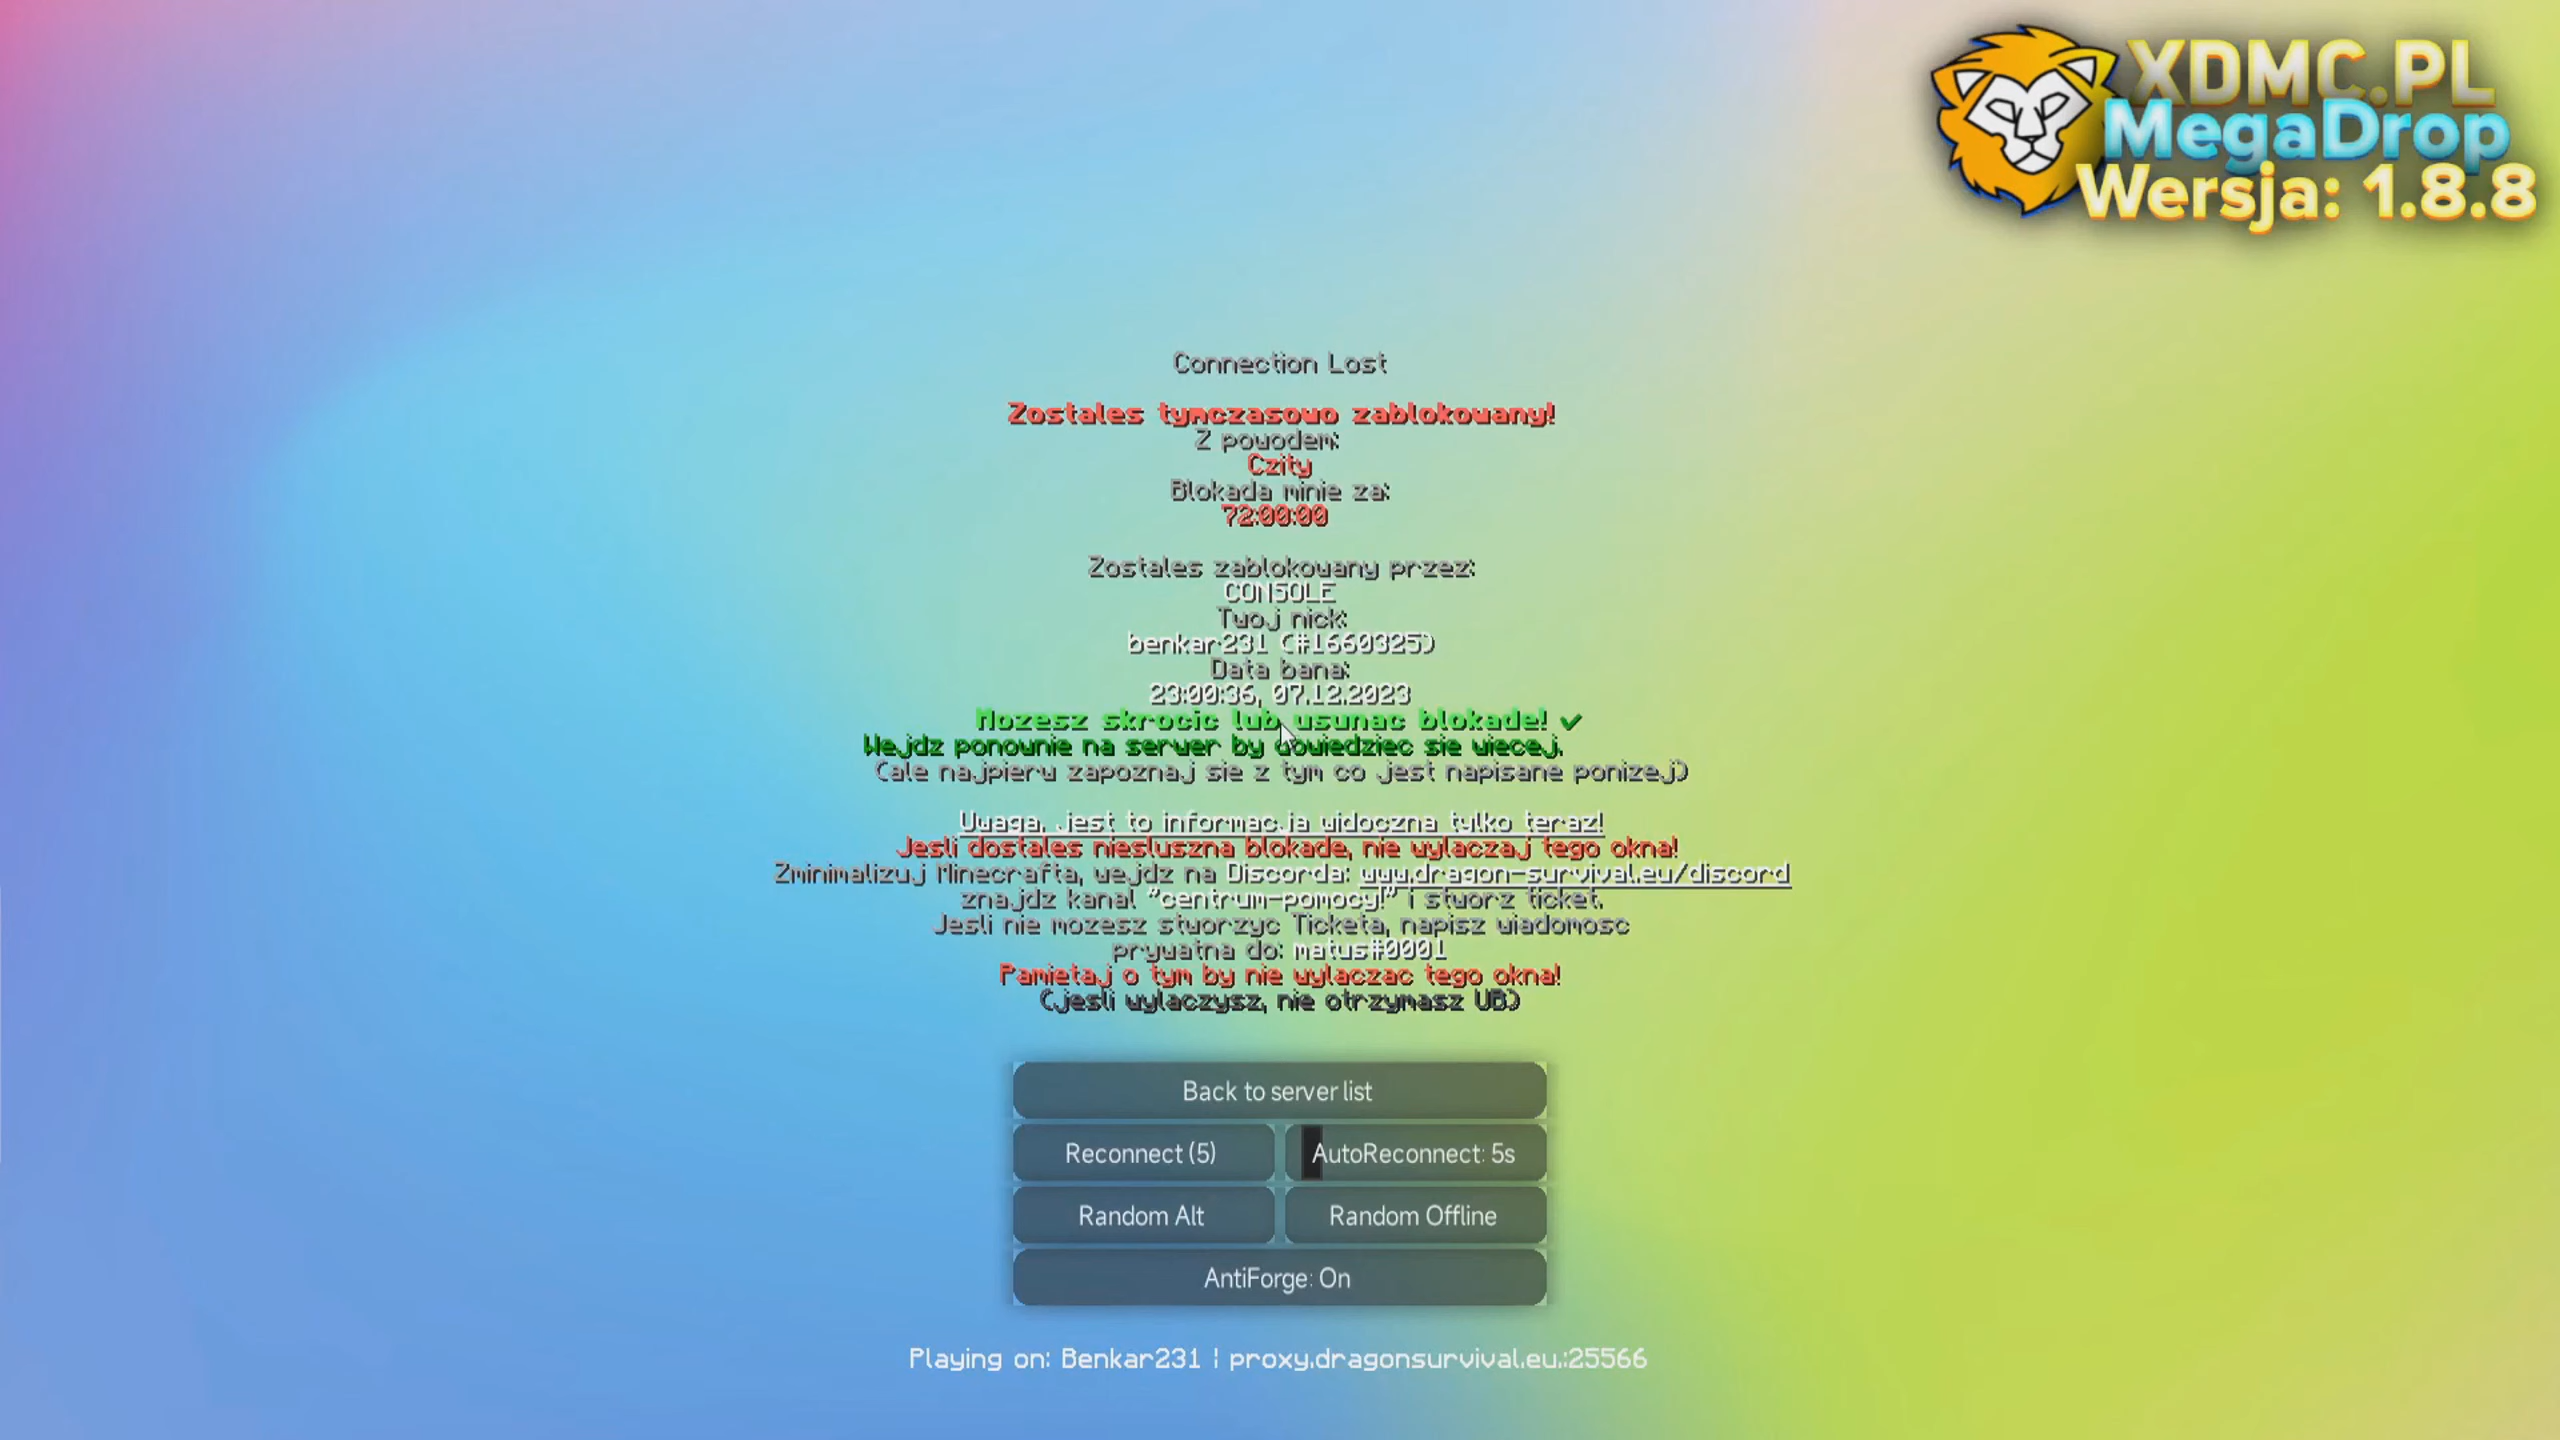 XDMC.PL
MegaDrop
Wersja: 1.8.8
Connection Lost
Zostales tymczasowo zablokowany!
Z powodem:
Czity
Blokada minie za:
72:00:00
Zostales zablokowany przez:
CONSOLE
Twoj nick:
benkar231 (#1660325)
Data bana:
23:00:36, 07.12.2023
Mozesz skrocic lub usunac blokade! ✔
Wejdz ponownie na serwer by dowiedziec sie wiecej.
(ale najpierw zapoznaj sie z tym co jest napisane ponizej)
Uwaga, jest to informacja widoczna tylko teraz!
Jesli dostales niesluszna blokade, nie wylaczaj tego okna!
Zminimalizuj Minecrafta, wejdz na Discorda: www.dragon-survival.eu/discord
znajdz kanal "centrum-pomocy!" i stworz ticket.
Jesli nie mozesz stworzyc Ticketa, napisz wiadomosc
prywatna do: matus#0001
Pamietaj o tym by nie wylaczac tego okna!
(jesli wylaczysz, nie otrzymasz UB)
Back to server list
Reconnect (5) AutoReconnect: 5s
Random Alt Random Offline
AntiForge: On
Playing on: Benkar231 | proxy.dragonsurvival.eu.:25566